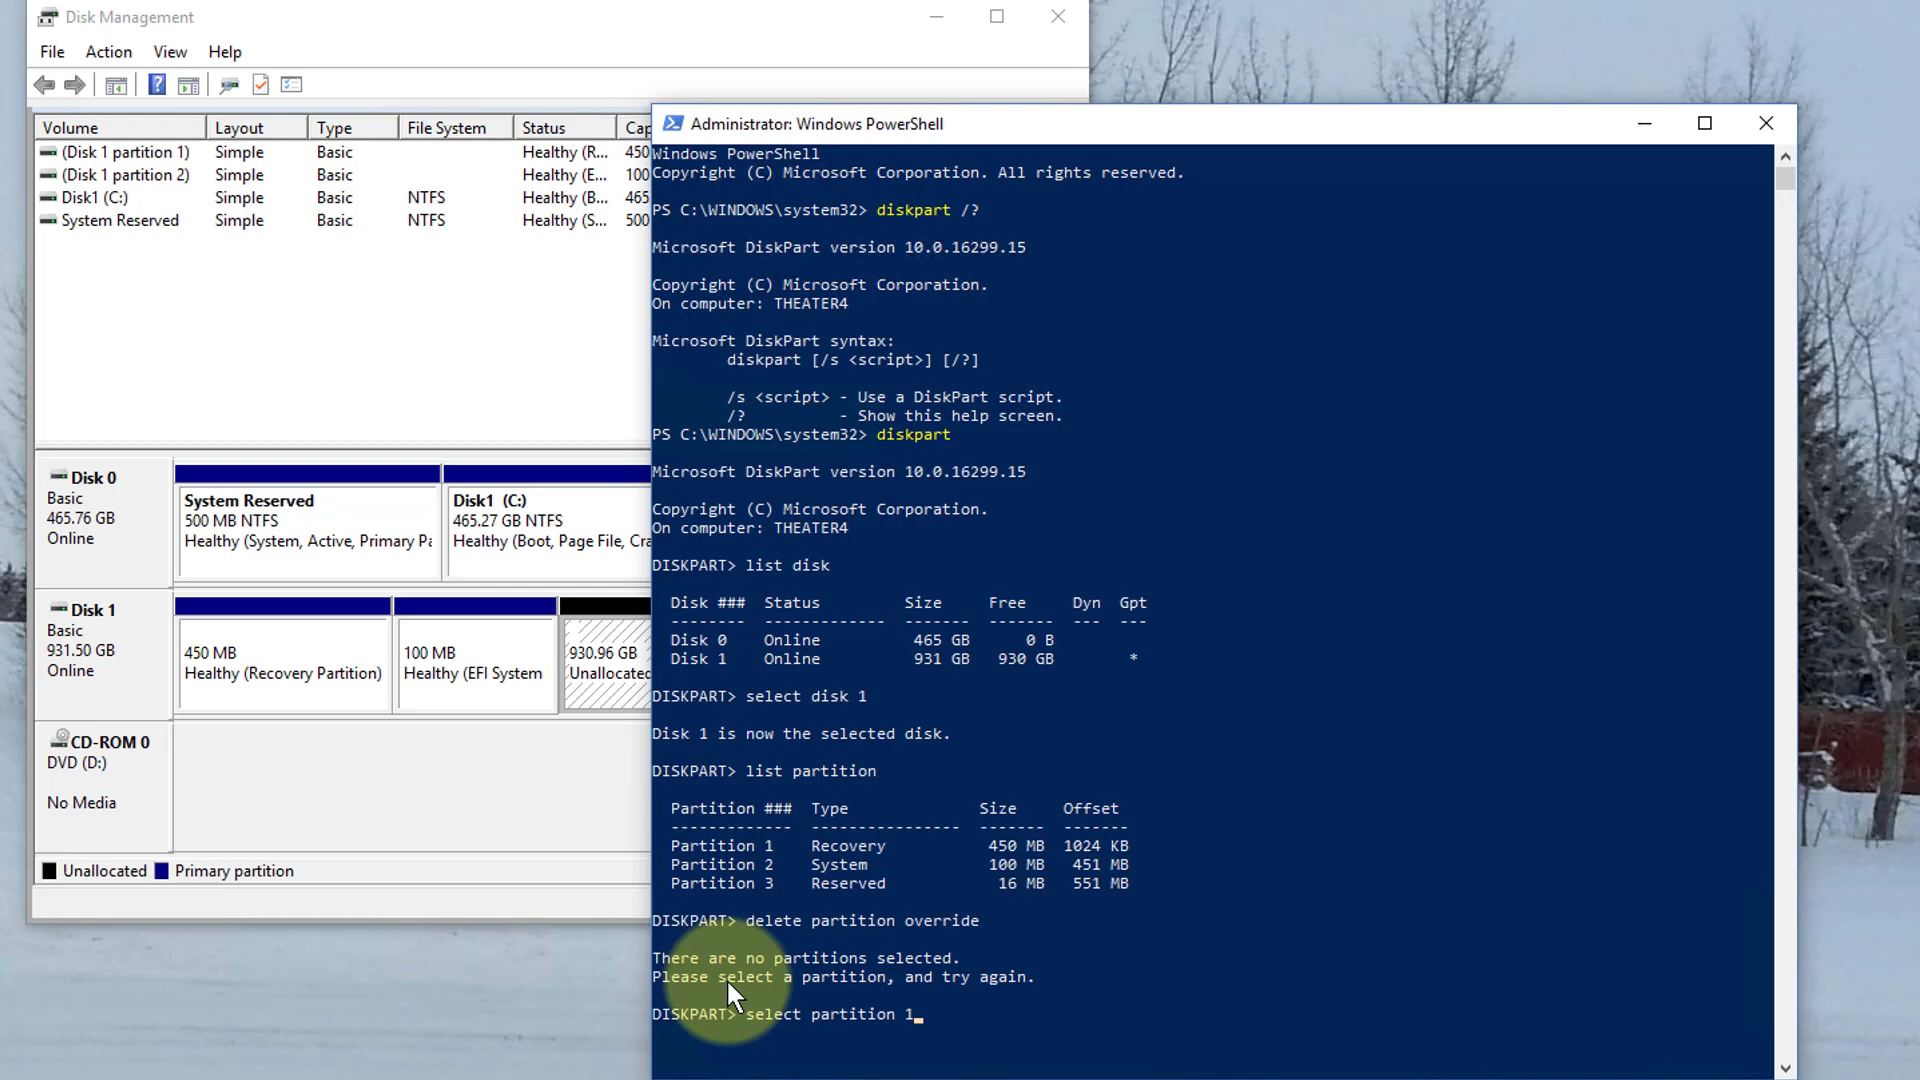 Disk Management
File Action View Help
Volume Layout Type File System Status Cap
(Disk 1 partition 1) Simple Basic Healthy (R... 450
(Disk 1 partition 2) Simple Basic Healthy (E... 100
Disk1 (C:) Simple Basic NTFS Healthy (B... 465
System Reserved Simple Basic NTFS Healthy (S... 500
Disk 0
Basic
465.76 GB
Online
System Reserved
500 MB NTFS
Healthy (System, Active, Primary Pa
Disk1 (C:)
465.27 GB NTFS
Healthy (Boot, Page File, Cra
Disk 1
Basic
931.50 GB
Online
450 MB
Healthy (Recovery Partition)
100 MB
Healthy (EFI System
930.96 GB
Unallocated
CD-ROM 0
DVD (D:)
No Media
Unallocated Primary partition
Administrator: Windows PowerShell
Windows PowerShell
Copyright (C) Microsoft Corporation. All rights reserved.
PS C:\WINDOWS\system32> diskpart /?
Microsoft DiskPart version 10.0.16299.15
Copyright (C) Microsoft Corporation.
On computer: THEATER4
Microsoft DiskPart syntax:
diskpart [/s <script>] [/?]
/s <script> - Use a DiskPart script.
/? - Show this help screen.
PS C:\WINDOWS\system32> diskpart
Microsoft DiskPart version 10.0.16299.15
Copyright (C) Microsoft Corporation.
On computer: THEATER4
DISKPART> list disk
Disk ### Status Size Free Dyn Gpt
-------- ------------- ------- ------- --- ---
Disk 0 Online 465 GB 0 B
Disk 1 Online 931 GB 930 GB *
DISKPART> select disk 1
Disk 1 is now the selected disk.
DISKPART> list partition
Partition ### Type Size Offset
------------- ---------------- ------- -------
Partition 1 Recovery 450 MB 1024 KB
Partition 2 System 100 MB 451 MB
Partition 3 Reserved 16 MB 551 MB
DISKPART> delete partition override
There are no partitions selected.
Please select a partition, and try again.
DISKPART> select partition 1_